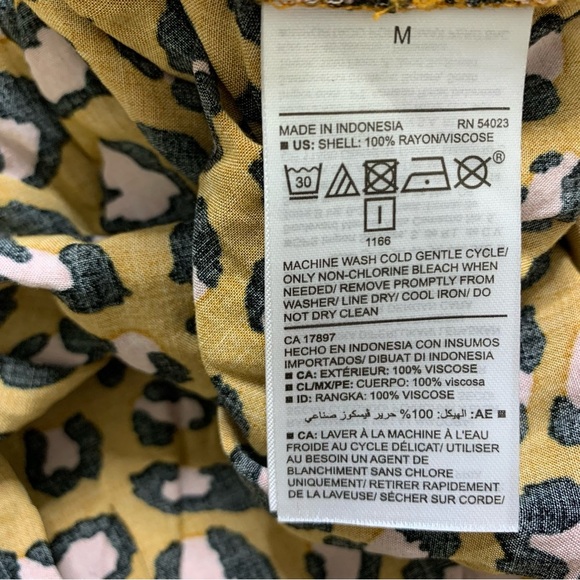 M
MADE IN INDONESIA RN 54023
■ US: SHELL: 100% RAYON/VISCOSE
30 ®
I
1166
MACHINE WASH COLD GENTLE CYCLE/
ONLY NON-CHLORINE BLEACH WHEN
NEEDED/ REMOVE PROMPTLY FROM
WASHER/ LINE DRY/ COOL IRON/ DO
NOT DRY CLEAN
CA 17897
HECHO EN INDONESIA CON INSUMOS
IMPORTADOS/ DIBUAT DI INDONESIA
■ CA: EXTÉRIEUR: 100% VISCOSE
■ CL/MX/PE: CUERPO: 100% viscosa
■ ID: RANGKA: 100% VISCOSE
■ AE: الهيكل: 100% حرير ڤيسكوز صناعي
■ CA: LAVER À LA MACHINE À L'EAU
FROIDE AU CYCLE DÉLICAT/ UTILISER
AU BESOIN UN AGENT DE
BLANCHIMENT SANS CHLORE
UNIQUEMENT/ RETIRER RAPIDEMENT
DE LA LAVEUSE/ SÉCHER SUR CORDE/